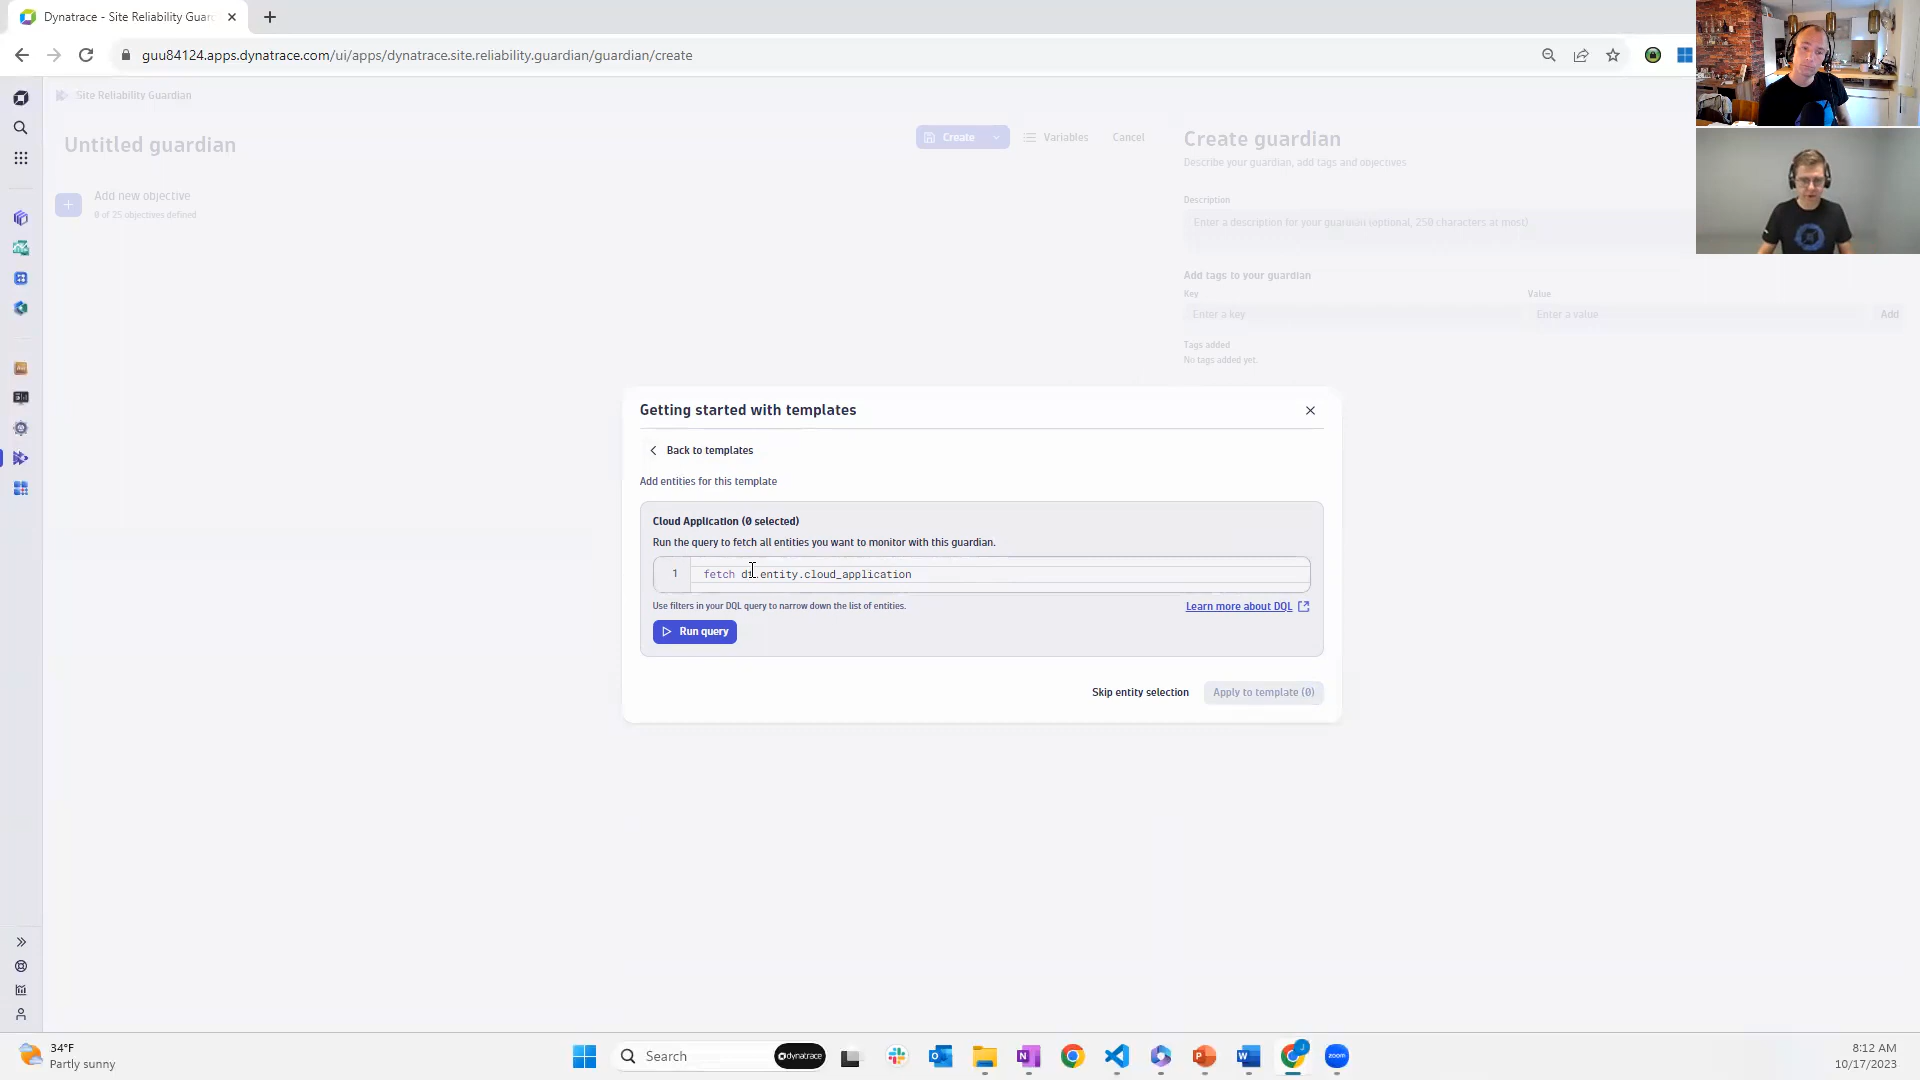 Dynatrace - Site Reliability Guar
guu84124.apps.dynatrace.com/ui/apps/dynatrace.site.reliability.guardian/guardian/create
Site Reliability Guardian
Untitled guardian
Create
Variables
Cancel
Add new objective
0 of 25 objectives defined
Create guardian
Describe your guardian, add tags and objectives
Description
Enter a description for your guardian (optional, 250 characters at most)
Add tags to your guardian
Key
Value
Enter a key
Enter a value
Add
Tags added
No tags added yet.
Getting started with templates
Back to templates
Add entities for this template
Cloud Application (0 selected)
Run the query to fetch all entities you want to monitor with this guardian.
1
fetch dt.entity.cloud_application
Use filters in your DQL query to narrow down the list of entities.
Learn more about DQL
Run query
Skip entity selection
Apply to template (0)
34°F
Partly sunny
Search
dynatrace
zoom
8:12 AM
10/17/2023